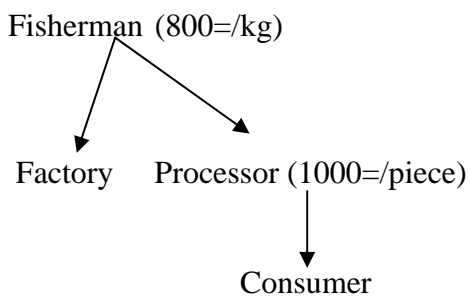 Fisherman (800=/kg)
Factory Processor (1000=/piece)
Consumer